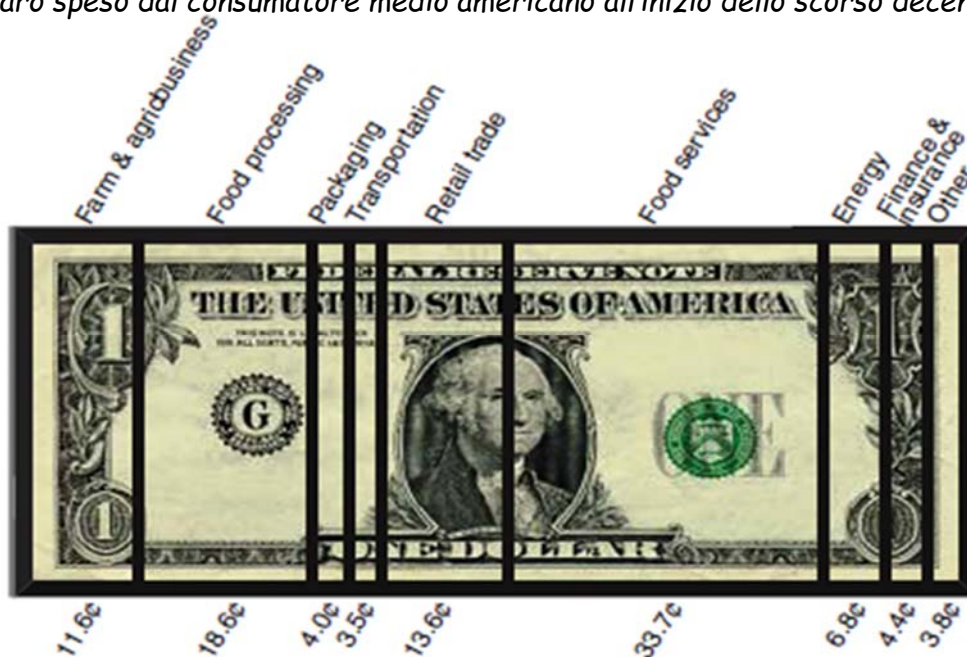 speso dal consumatore medio americano all'inizio dello scorso
Farm & agribusiness
Food processing
Packaging
Transportation
Retail trade
Food services
Energy
Finance &
insurance
Other
FEDERAL RESERVE NOTE
THE UNITED STATES OF AMERICA
G
ONE
1
1
ONE DOLLAR
11.6¢
18.6¢
4.0¢
3.5¢
13.6¢
33.7¢
6.8¢
4.4¢
3.8¢